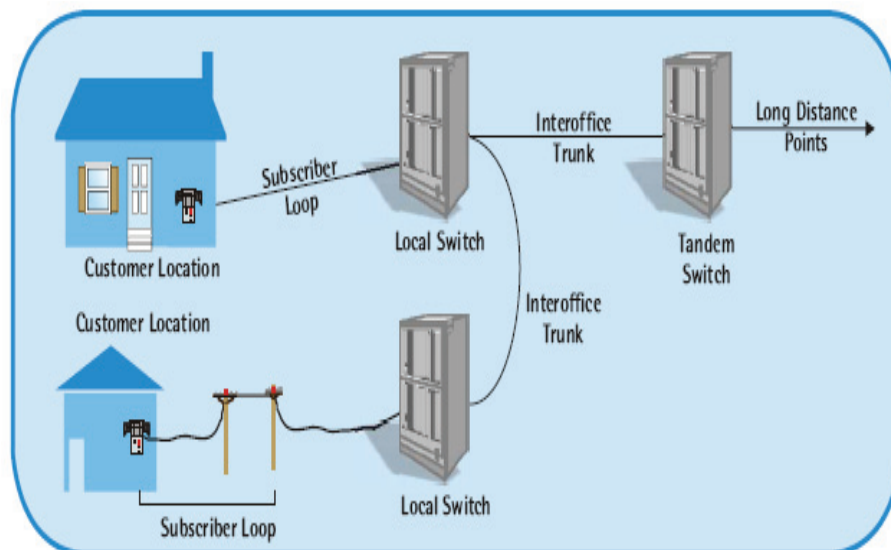 Subscriber
Loop
Interoffice
Trunk
Long Distance
Points
Customer Location
Local Switch
Tandem
Switch
Customer Location
Interoffice
Trunk
Subscriber Loop
Local Switch